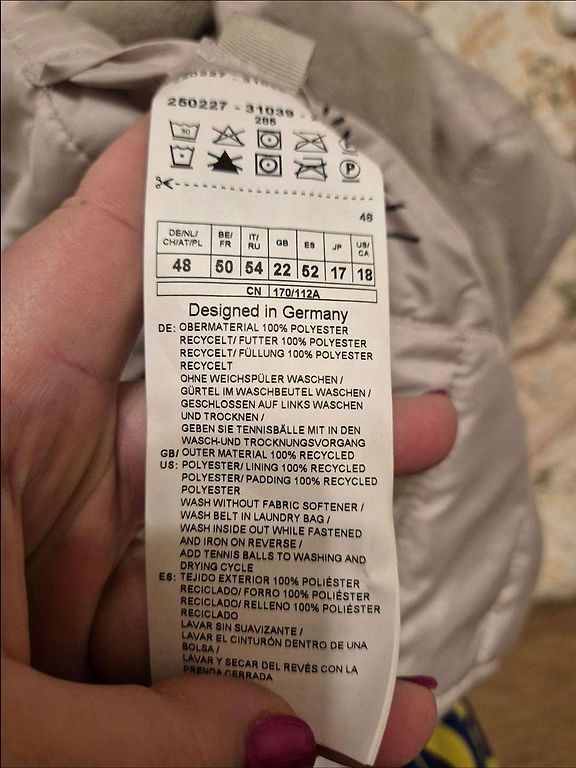 250227 - 31039 -
286
30
P
48
DE/NL/ CH/AT/PL BE/ FR IT/ RU GB ES JP US/ CA
48 50 54 22 52 17 18
CN 170/112A
Designed in Germany
DE: OBERMATERIAL 100% POLYESTER
RECYCELT/ FUTTER 100% POLYESTER
RECYCELT/ FÜLLUNG 100% POLYESTER
RECYCELT
OHNE WEICHSPÜLER WASCHEN /
GÜRTEL IM WASCHBEUTEL WASCHEN /
GESCHLOSSEN AUF LINKS WASCHEN
UND TROCKNEN /
GEBEN SIE TENNISBÄLLE MIT IN DEN
WASCH-UND TROCKNUNGSVORGANG
GB/ OUTER MATERIAL 100% RECYCLED
US: POLYESTER/ LINING 100% RECYCLED
POLYESTER/ PADDING 100% RECYCLED
POLYESTER
WASH WITHOUT FABRIC SOFTENER /
WASH BELT IN LAUNDRY BAG /
WASH INSIDE OUT WHILE FASTENED
AND IRON ON REVERSE /
ADD TENNIS BALLS TO WASHING AND
DRYING CYCLE
ES: TEJIDO EXTERIOR 100% POLIÉSTER
RECICLADO/ FORRO 100% POLIÉSTER
RECICLADO/ RELLENO 100% POLIÉSTER
RECICLADO
LAVAR SIN SUAVIZANTE /
LAVAR EL CINTURÓN DENTRO DE UNA
BOLSA /
LAVAR Y SECAR DEL REVÉS CON LA
PRENDA CERRADA